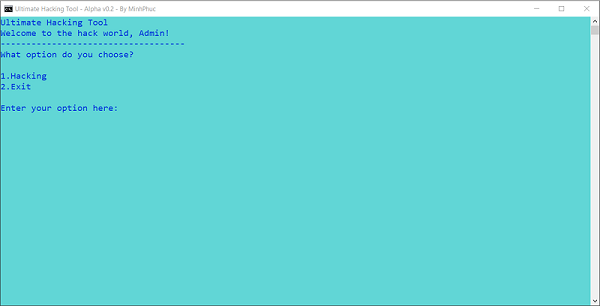 Ultimate Hacking Tool - Alpha v0.2 - By MinhPhuc
Ultimate Hacking Tool
Welcome to the hack world, Admin!
-----------------------------------
What option do you choose?
1.Hacking
2.Exit
Enter your option here: